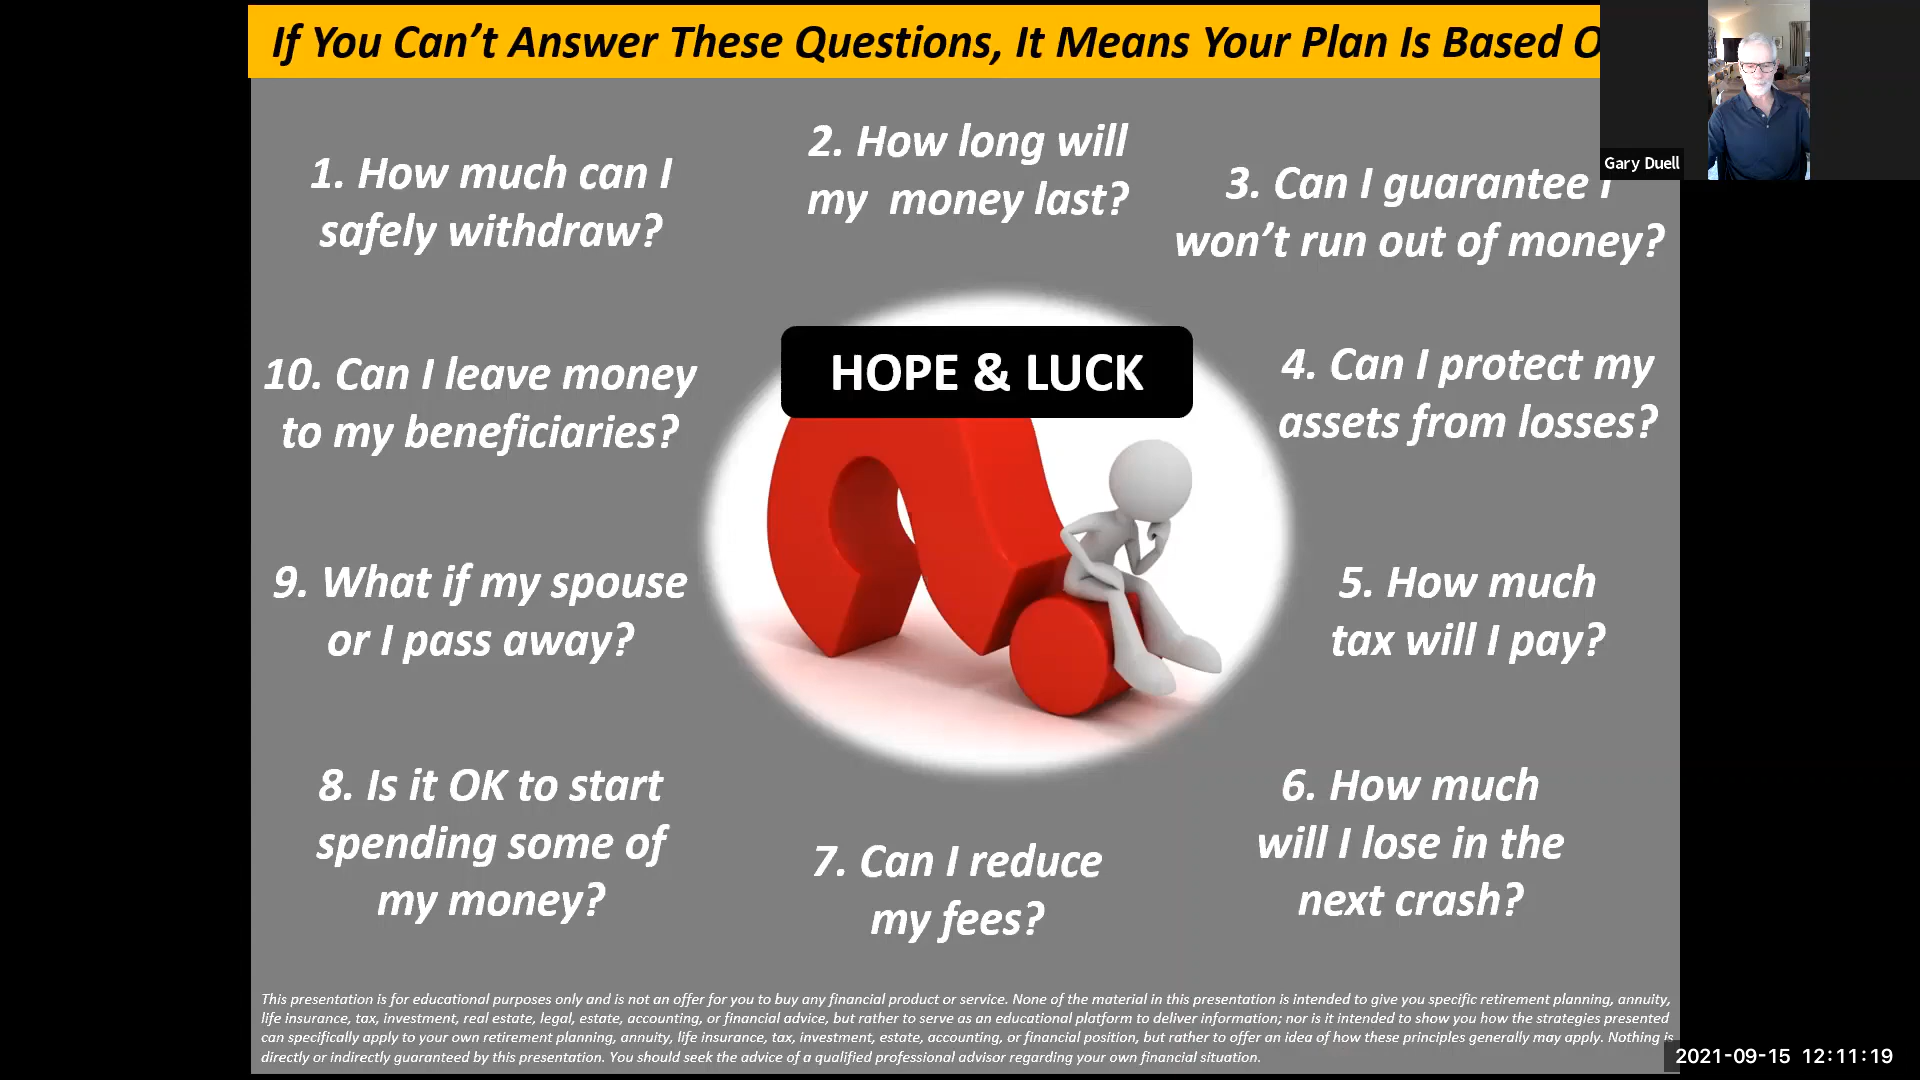 If You Can't Answer These Questions, It Means Your Plan Is Based
Gary Duell
1. How much can I
safely withdraw?
2. How long will
my money last?
3. Can I guarantee I
won't run out of money?
HOPE & LUCK
10. Can I leave money
to my beneficiaries?
4. Can I protect my
assets from losses?
9. What if my spouse
or I pass away?
5. How much
tax will I pay?
8. Is it OK to start
spending some of
my money?
7. Can I reduce
my fees?
6. How much
will I lose in the
next crash?
This presentation is for educational purposes only and is not an offer for you to buy any financial product or service. None of the material in this presentation is intended to give you specific retirement planning, annuity,
life insurance, tax, investment, real estate, legal, estate, accounting, or financial advice, but rather to serve as an educational platform to deliver information; nor is it intended to show you how the strategies presented
can specifically apply to your own retirement planning, annuity, life insurance, tax, investment, estate, accounting, or financial position, but rather to offer an idea of how these principles generally may apply. Nothing is
directly or indirectly guaranteed by this presentation. You should seek the advice of a qualified professional advisor regarding your own financial situation.
2021-09-15 12:11:19